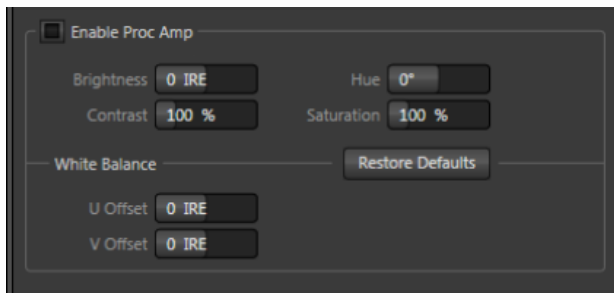 Enable Proc Amp
Brightness 0 IRE Hue 0°
Contrast 100 % Saturation 100 %
White Balance Restore Defaults
U Offset 0 IRE
V Offset 0 IRE